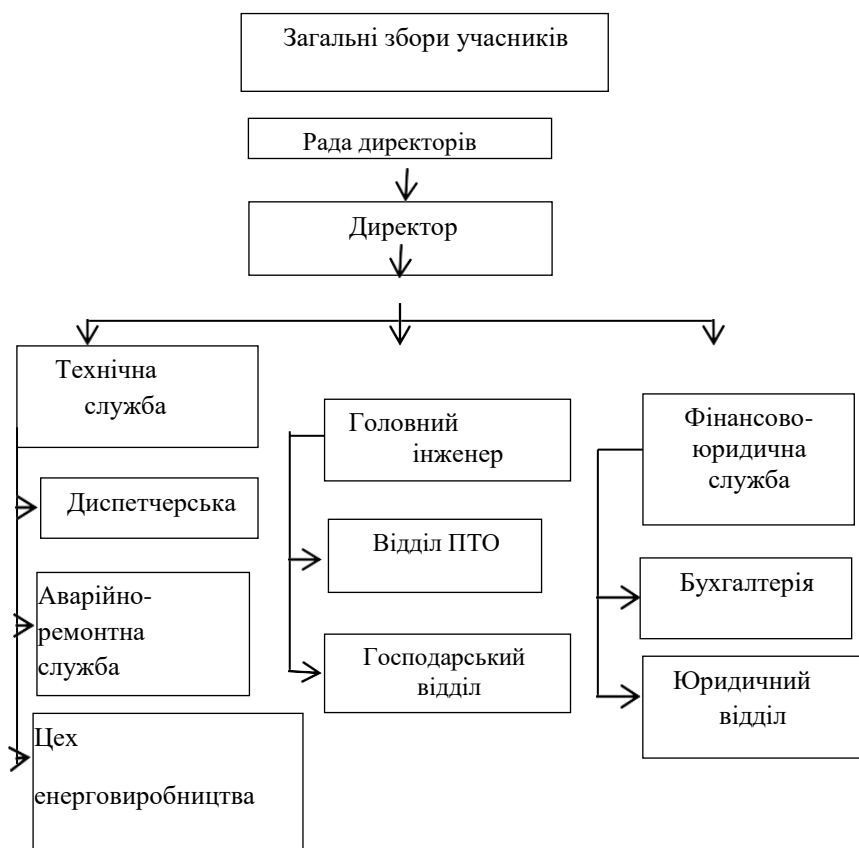 Загальні збори учасників
Рада директорів
Директор
Технічна
служба
Диспетчерська
Аварійно-
ремонтна
служба
Цех
енерговиробництва
Головний
інженер
Відділ ПТО
Господарський
відділ
Фінансово-
юридична
служба
Бухгалтерія
Юридичний
відділ